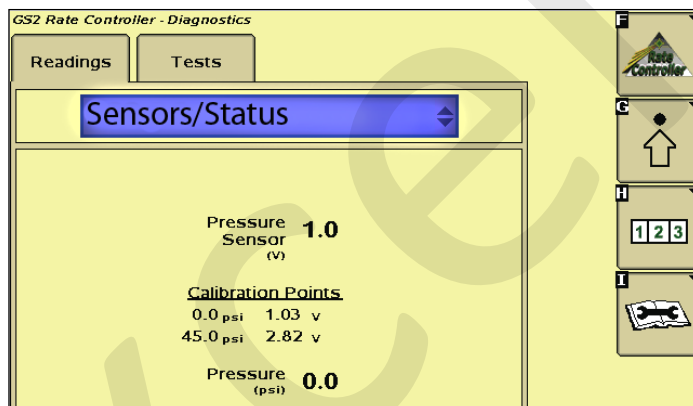 GS2 Rate Controller - Diagnostics
Readings
Tests
Sensors/Status
Pressure
Sensor 1.0
(V)
Calibration Points
0.0 psi 1.03 v
45.0 psi 2.82 v
Pressure 0.0
(psi)
F
Rate
Controller
G
H
1 2 3
I